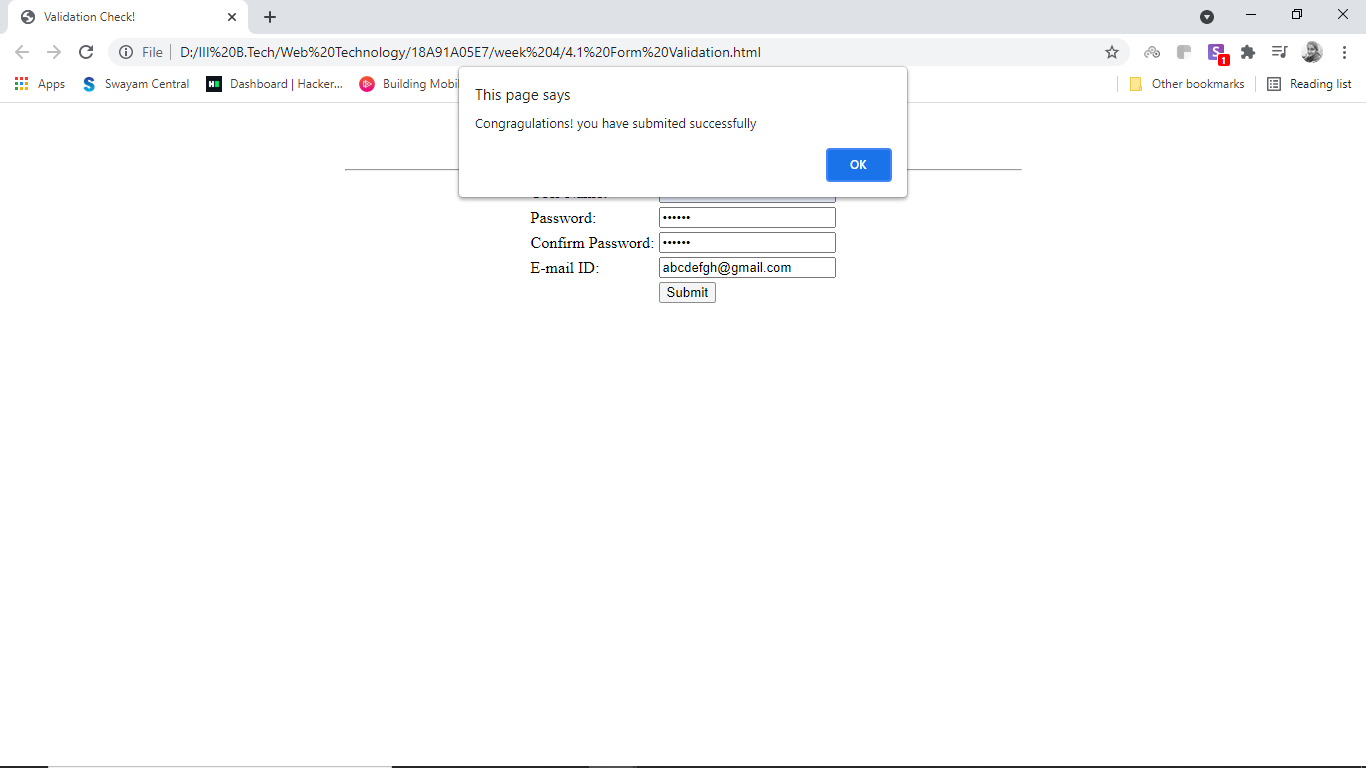 Validation Check!
File D:/III%20B.Tech/Web%20Technology/18A91A05E7/week%204/4.1%20Form%20Validation.html
S 1
Apps S Swayam Central Dashboard | Hacker... Building Mobil Other bookmarks Reading list
This page says
Congragulations! you have submited successfully
OK
Password: ••••••
Confirm Password: ••••••
E-mail ID: abcdefgh@gmail.com
Submit